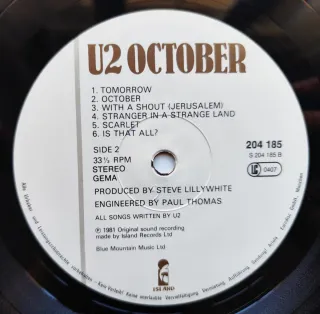 U2 OCTOBER
1. TOMORROW
2. OCTOBER
3. WITH A SHOUT (JERUSALEM)
4. STRANGER IN A STRANGE LAND
5. SCARLET
6. IS THAT ALL?
SIDE 2
33⅓ RPM
STEREO
GEMA
204 185
S 204 185 B
LC 0407
PRODUCED BY STEVE LILLYWHITE
ENGINEERED BY PAUL THOMAS
ALL SONGS WRITTEN BY U2
℗ 1981 Original sound recording
made by Island Records Ltd
Blue Mountain Music Ltd
ISLAND